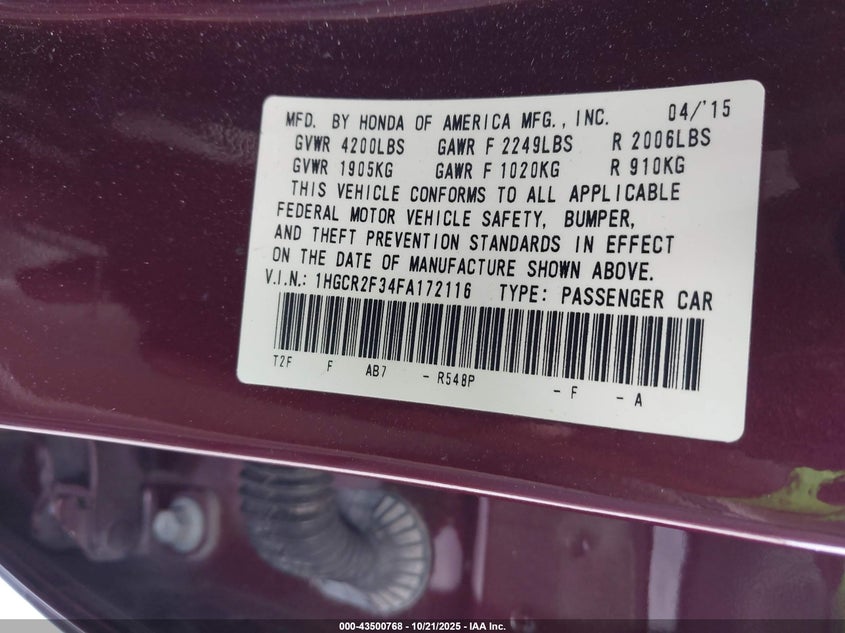 MFD. BY HONDA OF AMERICA MFG., INC. 04/'15
GVWR 4200LBS GAWR F 2249LBS R 2006LBS
GVWR 1905KG GAWR F 1020KG R 910KG
THIS VEHICLE CONFORMS TO ALL APPLICABLE
FEDERAL MOTOR VEHICLE SAFETY, BUMPER,
AND THEFT PREVENTION STANDARDS IN EFFECT
ON THE DATE OF MANUFACTURE SHOWN ABOVE.
V.I.N.: 1HGCR2F34FA172116 TYPE: PASSENGER CAR
T2F F AB7 - R548P - F - A
000-43500768 - 10/21/2025 - IAA Inc.